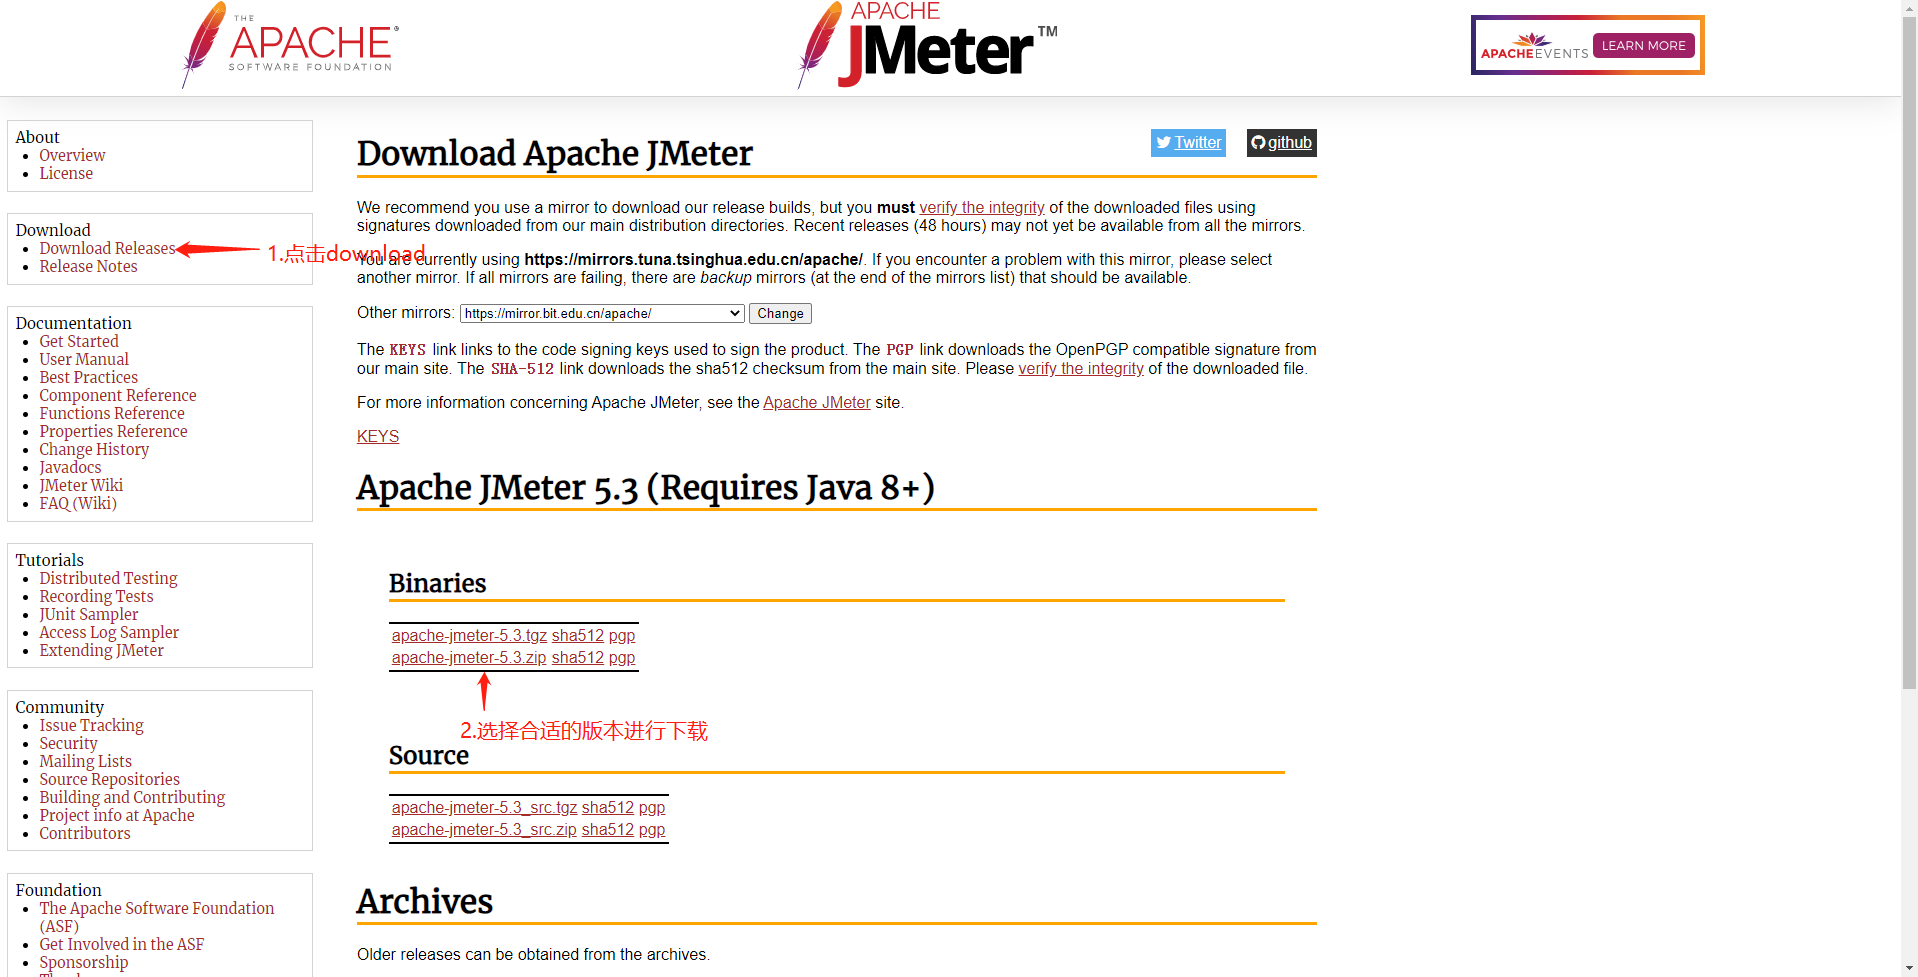 THE
APACHE®
SOFTWARE FOUNDATION
APACHE
JMeter™
APACHEEVENTS LEARN MORE
About
Overview
License
Download
Download Releases
Release Notes
1.点击download
Documentation
Get Started
User Manual
Best Practices
Component Reference
Functions Reference
Properties Reference
Change History
Javadocs
JMeter Wiki
FAQ (Wiki)
Tutorials
Distributed Testing
Recording Tests
JUnit Sampler
Access Log Sampler
Extending JMeter
Community
Issue Tracking
Security
Mailing Lists
Source Repositories
Building and Contributing
Project info at Apache
Contributors
Foundation
The Apache Software Foundation
(ASF)
Get Involved in the ASF
Sponsorship
Download Apache JMeter
Twitter github
We recommend you use a mirror to download our release builds, but you must verify the integrity of the downloaded files using
signatures downloaded from our main distribution directories. Recent releases (48 hours) may not yet be available from all the mirrors.
You are currently using https://mirrors.tuna.tsinghua.edu.cn/apache/. If you encounter a problem with this mirror, please select
another mirror. If all mirrors are failing, there are backup mirrors (at the end of the mirrors list) that should be available.
Other mirrors: https://mirror.bit.edu.cn/apache/ Change
The KEYS link links to the code signing keys used to sign the product. The PGP link downloads the OpenPGP compatible signature from
our main site. The SHA-512 link downloads the sha512 checksum from the main site. Please verify the integrity of the downloaded file.
For more information concerning Apache JMeter, see the Apache JMeter site.
KEYS
Apache JMeter 5.3 (Requires Java 8+)
Binaries
apache-jmeter-5.3.tgz sha512 pgp
apache-jmeter-5.3.zip sha512 pgp
2.选择合适的版本进行下载
Source
apache-jmeter-5.3_src.tgz sha512 pgp
apache-jmeter-5.3_src.zip sha512 pgp
Archives
Older releases can be obtained from the archives.